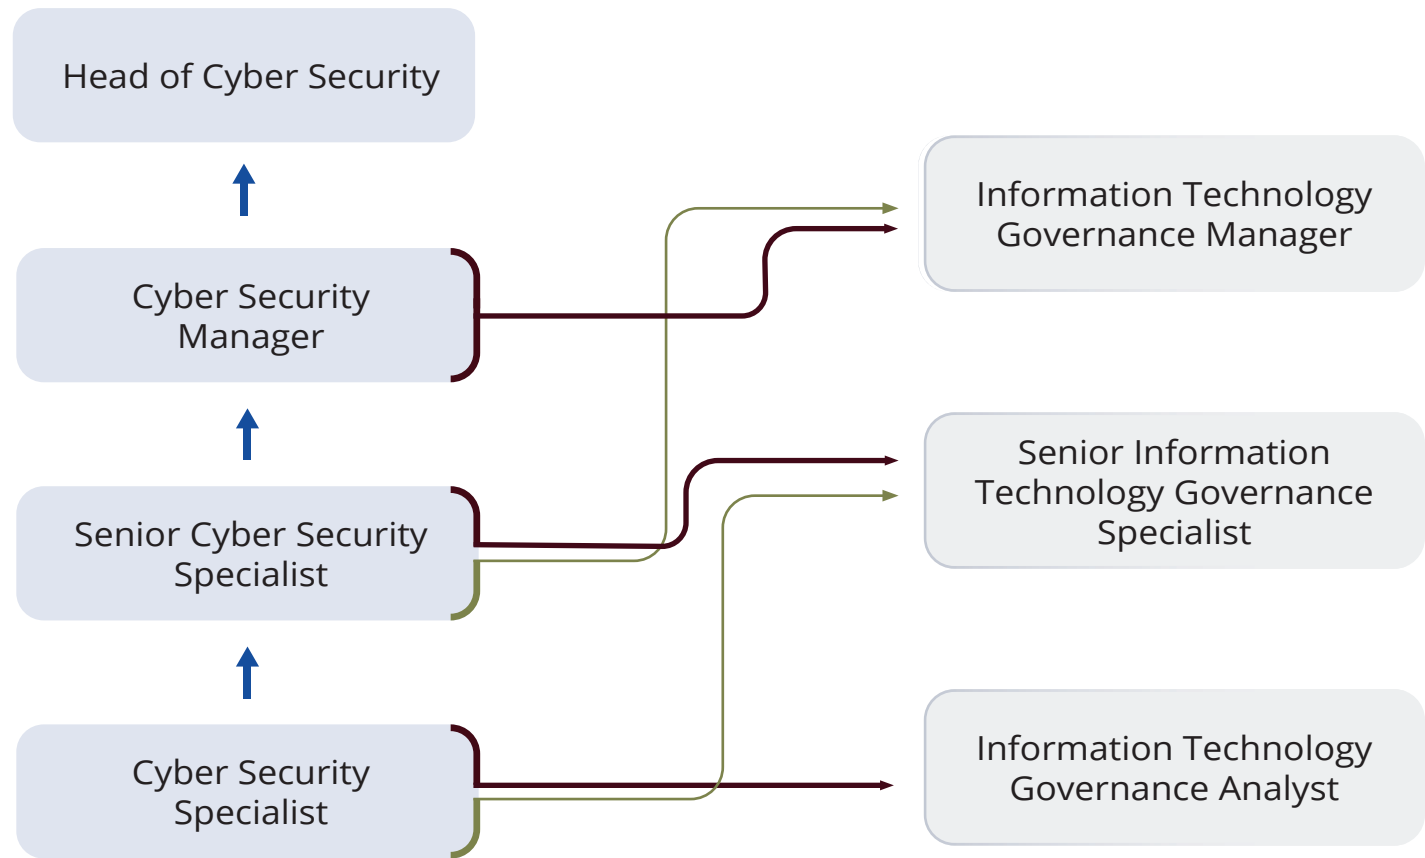 Head of Cyber Security
Information Technology
Governance Manager
Cyber Security
Manager
Senior Information
Technology Governance
Specialist
Senior Cyber Security
Specialist
Information Technology
Governance Analyst
Cyber Security
Specialist